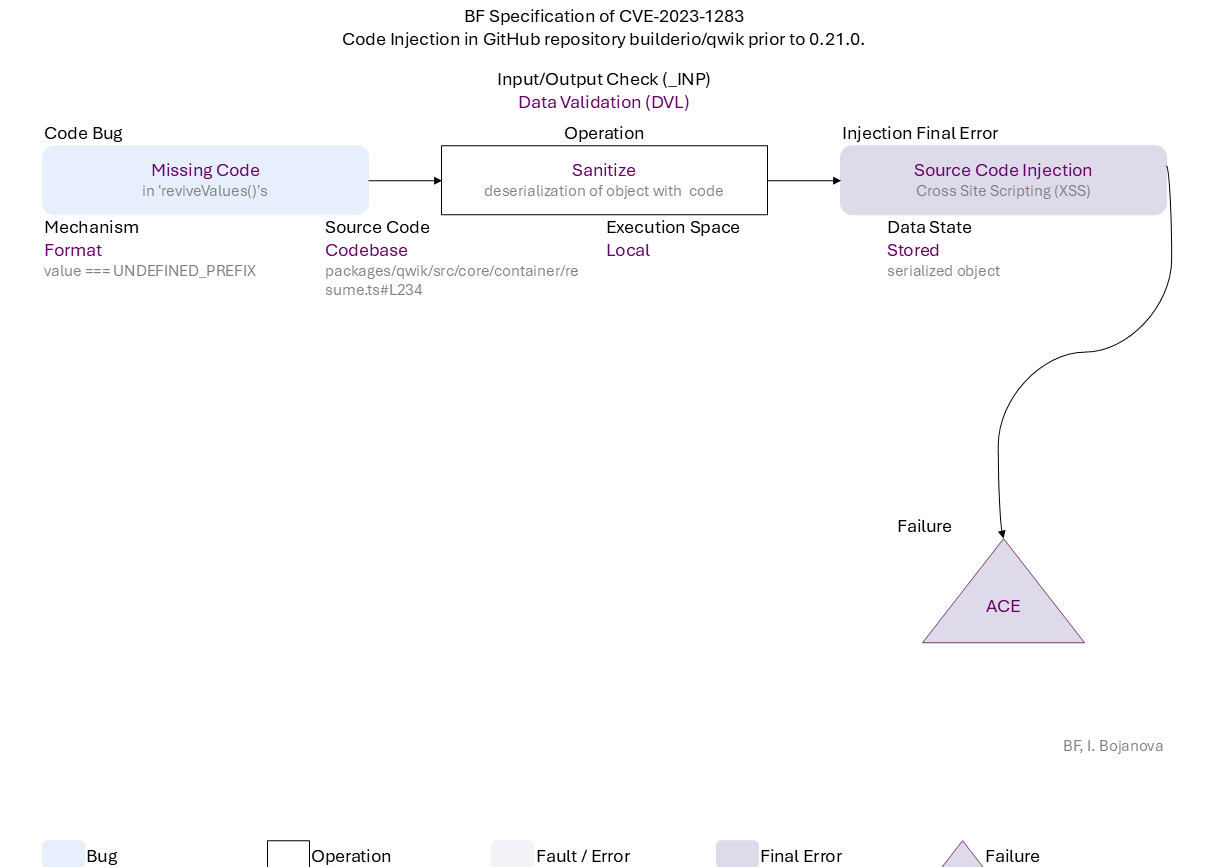 BF Specification of CVE-2023-1283
Code Injection in GitHub repository builderio/qwik prior to 0.21.0.
Input/Output Check (_INP)
Data Validation (DVL)
Code Bug
Operation
Injection Final Error
Missing Code
in 'reviveValues()'s
Sanitize
deserialization of object with  code
Source Code Injection
Cross Site Scripting (XSS)
Mechanism
Format
value === UNDEFINED_PREFIX
Source Code
Codebase
packages/qwik/src/core/container/re
sume.ts#L234
Execution Space
Local
Data State
Stored
serialized object
Failure
ACE
BF, I. Bojanova
Bug
Operation
Fault / Error
Final Error
Failure